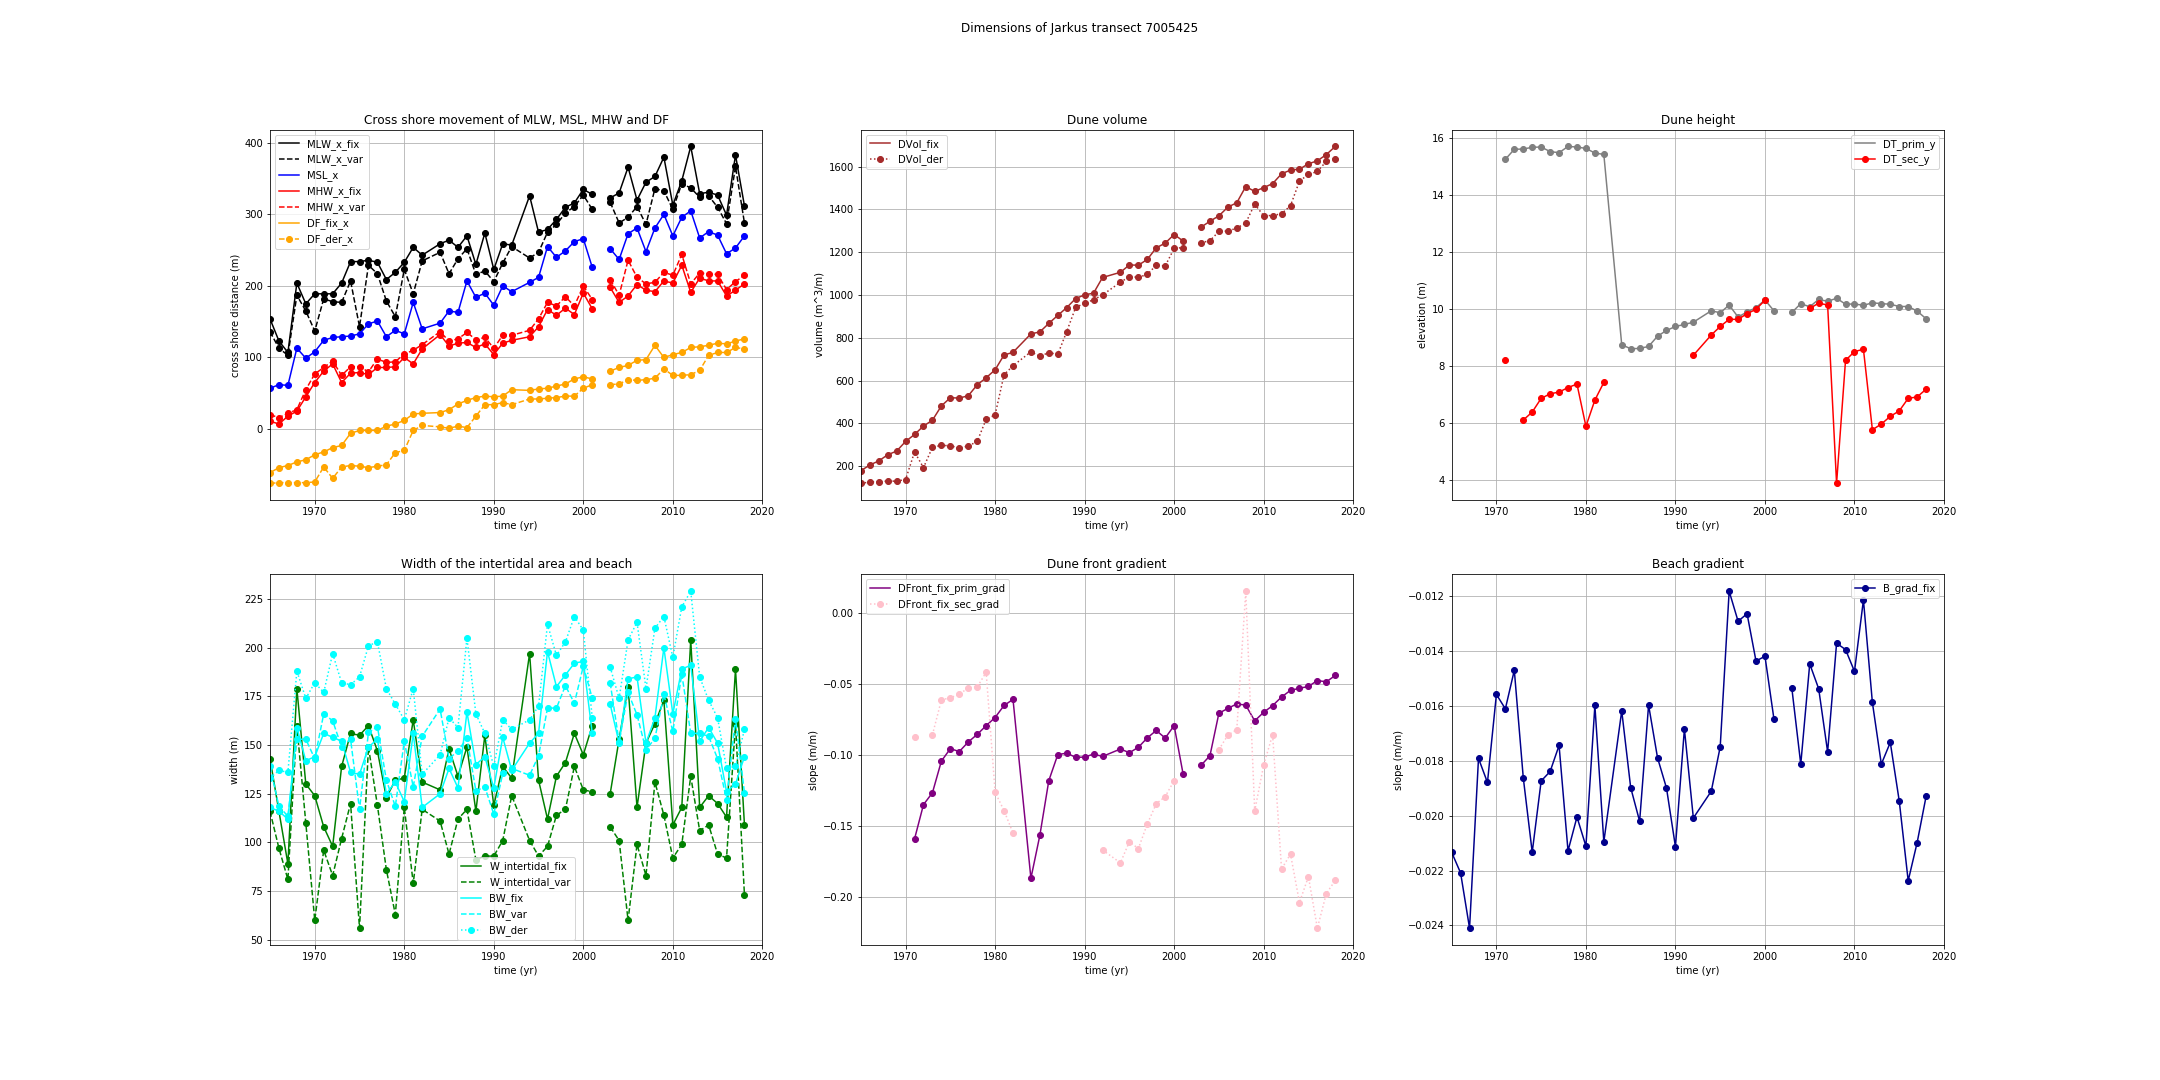 Dimensions of Jarkus transect 7005425
Cross shore movement of MLW, MSL, MHW and DF
cross shore distance (m)
400
300
200
100
0
MLW_x_fix
MLW_x_var
MSL_x
MHW_x_fix
MHW_x_var
DF_fix_x
DF_der_x
1970 1980 1990 2000 2010 2020
time (yr)
Dune volume
volume (m^3/m)
1600
1400
1200
1000
800
600
400
200
DVol_fix
DVol_der
1970 1980 1990 2000 2010 2020
time (yr)
Dune height
elevation (m)
16
14
12
10
8
6
4
DT_prim_y
DT_sec_y
1970 1980 1990 2000 2010 2020
time (yr)
Width of the intertidal area and beach
width (m)
225
200
175
150
125
100
75
50
W_intertidal_fix
W_intertidal_var
BW_fix
BW_var
BW_der
1970 1980 1990 2000 2010 2020
time (yr)
Dune front gradient
slope (m/m)
0.00
−0.05
−0.10
−0.15
−0.20
DFront_fix_prim_grad
DFront_fix_sec_grad
1970 1980 1990 2000 2010 2020
time (yr)
Beach gradient
slope (m/m)
−0.012
−0.014
−0.016
−0.018
−0.020
−0.022
−0.024
B_grad_fix
1970 1980 1990 2000 2010 2020
time (yr)